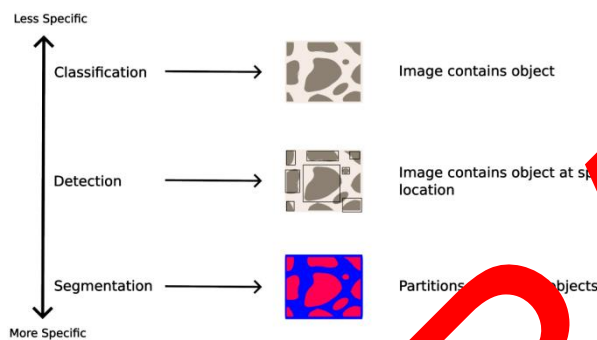 Less Specific
Classification
Image contains object
Detection
Image contains object at
location
Segmentation
Partitions objects
More Specific